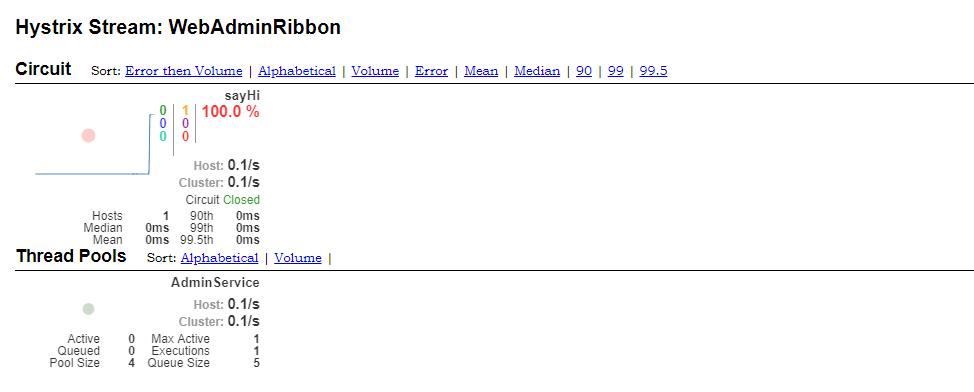 Hystrix Stream: WebAdminRibbon
Circuit Sort: Error then Volume | Alphabetical | Volume | Error | Mean | Median | 90 | 99 | 99.5
sayHi
0 1 100.0 %
0 0
0 0
Host: 0.1/s
Cluster: 0.1/s
Circuit Closed
Hosts 1 90th 0ms
Median 0ms 99th 0ms
Mean 0ms 99.5th 0ms
Thread Pools Sort: Alphabetical | Volume |
AdminService
Host: 0.1/s
Cluster: 0.1/s
Active 0 Max Active 1
Queued 0 Executions 1
Pool Size 4 Queue Size 5